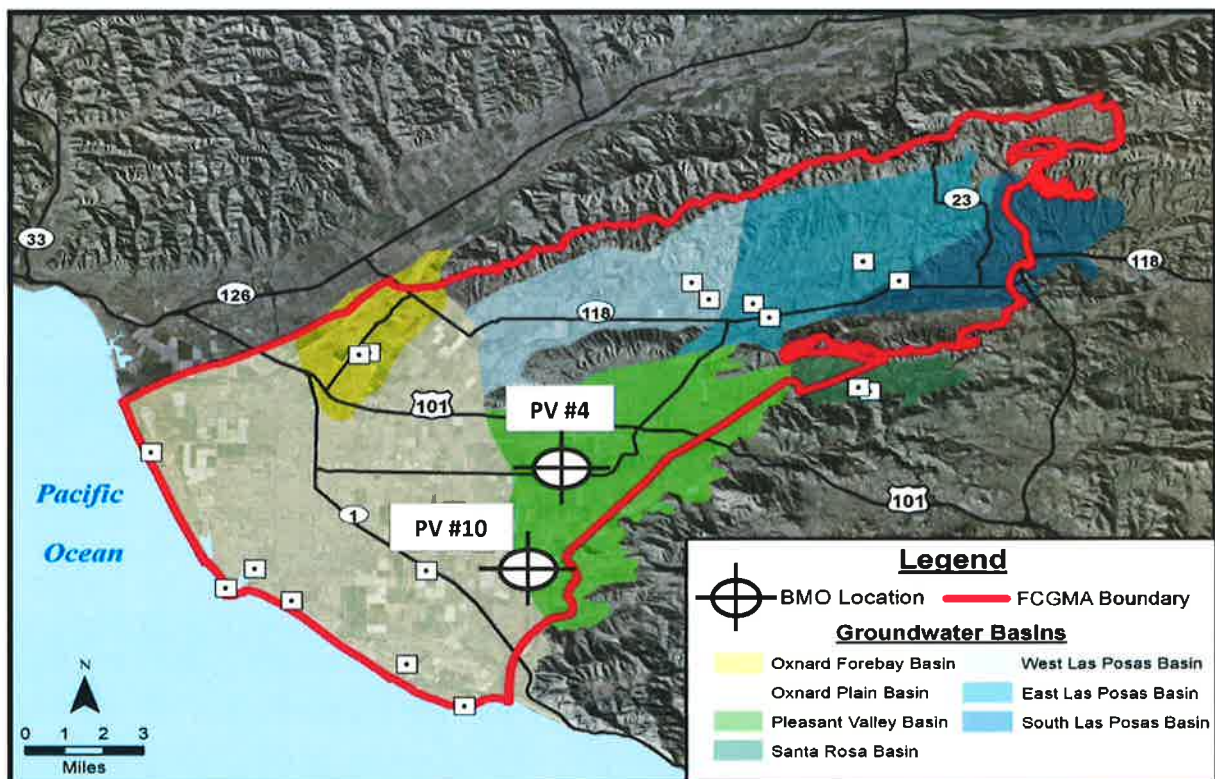 33
126
23
118
118
101
PV #4
Pacific
Ocean
1
PV #10
101
Legend
BMO Location
FCGMA Boundary
Groundwater Basins
Oxnard Forebay Basin
West Las Posas Basin
Oxnard Plain Basin
East Las Posas Basin
Pleasant Valley Basin
South Las Posas Basin
Santa Rosa Basin
N
0 1 2 3
Miles